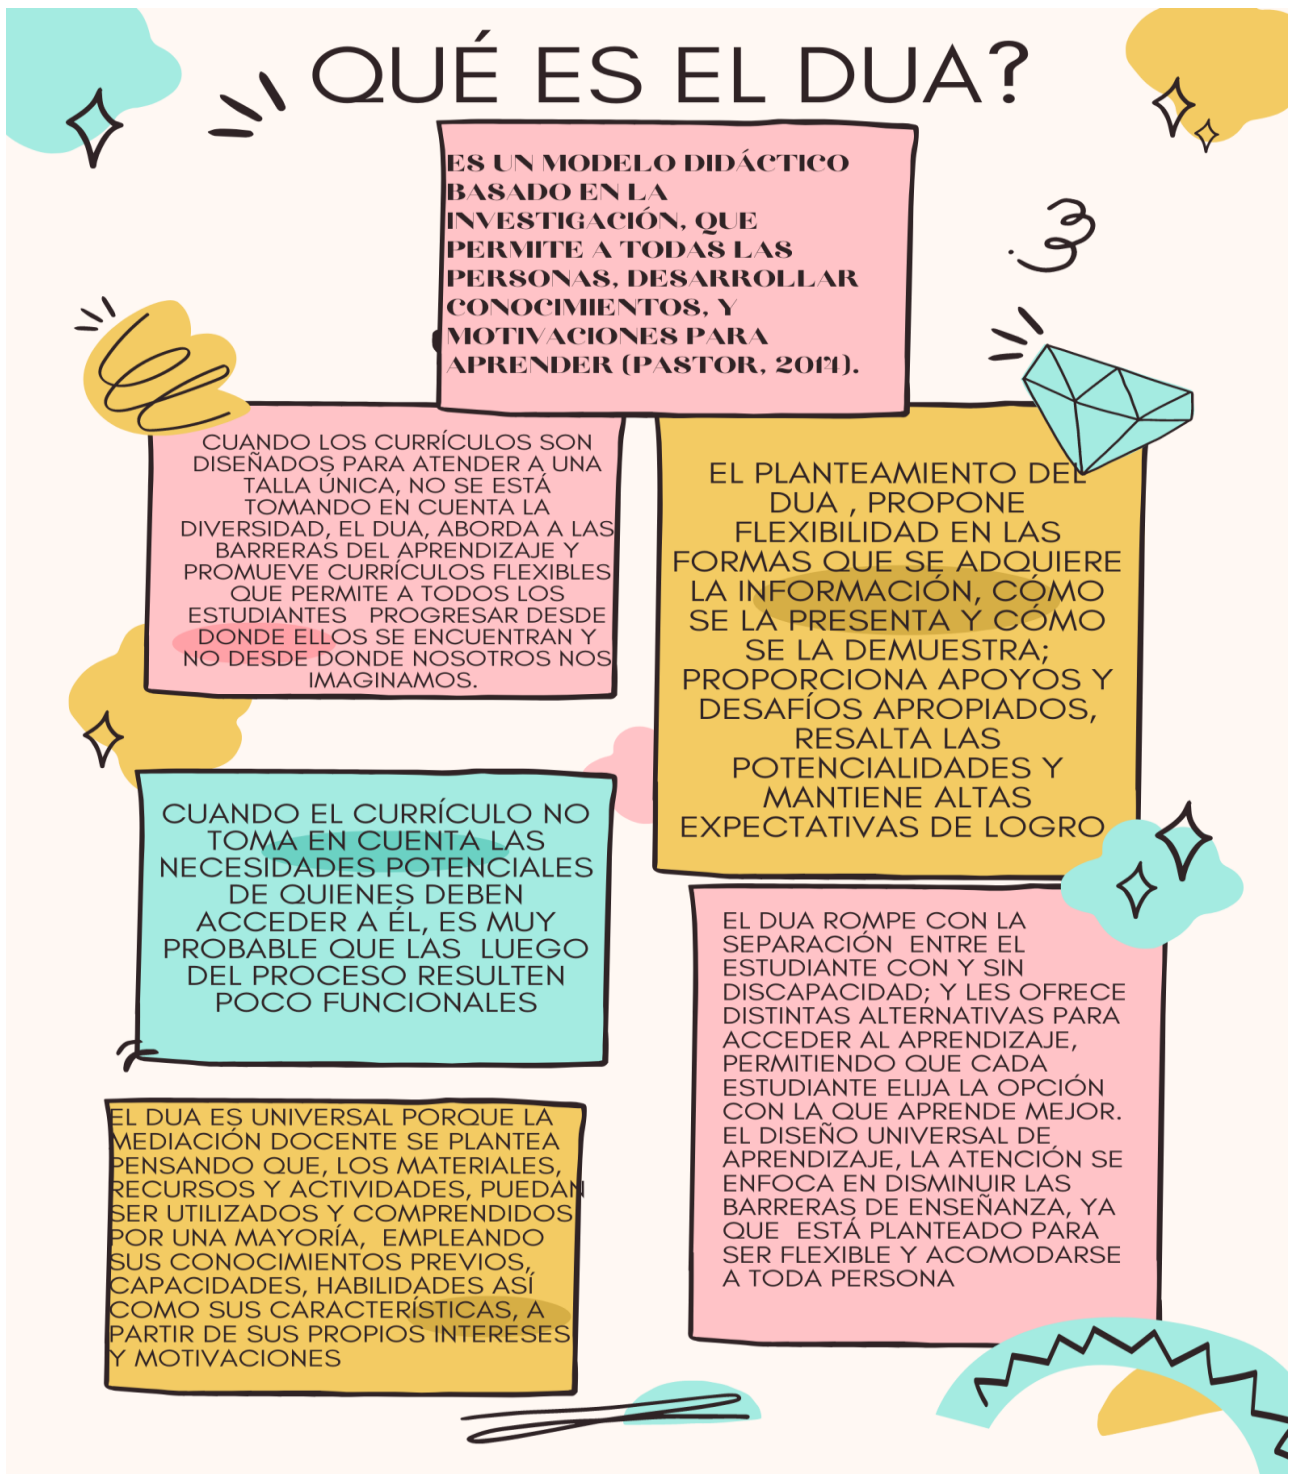 QUÉ ES EL DUA?
ES UN MODELO DIDÁCTICO
BASADO EN LA
INVESTIGACIÓN, QUE
PERMITE A TODAS LAS
PERSONAS, DESARROLLAR
CONOCIMIENTOS, Y
MOTIVACIONES PARA
APRENDER (PASTOR, 2014).
CUANDO LOS CURRÍCULOS SON
DISEÑADOS PARA ATENDER A UNA
TALLA ÚNICA, NO SE ESTÁ
TOMANDO EN CUENTA LA
DIVERSIDAD, EL DUA, ABORDA A LAS
BARRERAS DEL APRENDIZAJE Y
PROMUEVE CURRÍCULOS FLEXIBLES
QUE PERMITE A TODOS LOS
ESTUDIANTES PROGRESAR DESDE
DONDE ELLOS SE ENCUENTRAN Y
NO DESDE DONDE NOSOTROS NOS
IMAGINAMOS.
EL PLANTEAMIENTO DEL
DUA , PROPONE
FLEXIBILIDAD EN LAS
FORMAS QUE SE ADQUIERE
LA INFORMACIÓN, CÓMO
SE LA PRESENTA Y CÓMO
SE LA DEMUESTRA;
PROPORCIONA APOYOS Y
DESAFÍOS APROPIADOS,
RESALTA LAS
POTENCIALIDADES Y
MANTIENE ALTAS
EXPECTATIVAS DE LOGRO
CUANDO EL CURRÍCULO NO
TOMA EN CUENTA LAS
NECESIDADES POTENCIALES
DE QUIENES DEBEN
ACCEDER A ÉL, ES MUY
PROBABLE QUE LAS LUEGO
DEL PROCESO RESULTEN
POCO FUNCIONALES
EL DUA ROMPE CON LA
SEPARACIÓN ENTRE EL
ESTUDIANTE CON Y SIN
DISCAPACIDAD; Y LES OFRECE
DISTINTAS ALTERNATIVAS PARA
ACCEDER AL APRENDIZAJE,
PERMITIENDO QUE CADA
ESTUDIANTE ELIJA LA OPCIÓN
CON LA QUE APRENDE MEJOR.
EL DISEÑO UNIVERSAL DE
APRENDIZAJE, LA ATENCIÓN SE
ENFOCA EN DISMINUIR LAS
BARRERAS DE ENSEÑANZA, YA
QUE ESTÁ PLANTEADO PARA
SER FLEXIBLE Y ACOMODARSE
A TODA PERSONA
EL DUA ES UNIVERSAL PORQUE LA
MEDIACIÓN DOCENTE SE PLANTEA
PENSANDO QUE, LOS MATERIALES,
RECURSOS Y ACTIVIDADES, PUEDAN
SER UTILIZADOS Y COMPRENDIDOS
POR UNA MAYORÍA, EMPLEANDO
SUS CONOCIMIENTOS PREVIOS,
CAPACIDADES, HABILIDADES ASÍ
COMO SUS CARACTERÍSTICAS, A
PARTIR DE SUS PROPIOS INTERESES
Y MOTIVACIONES